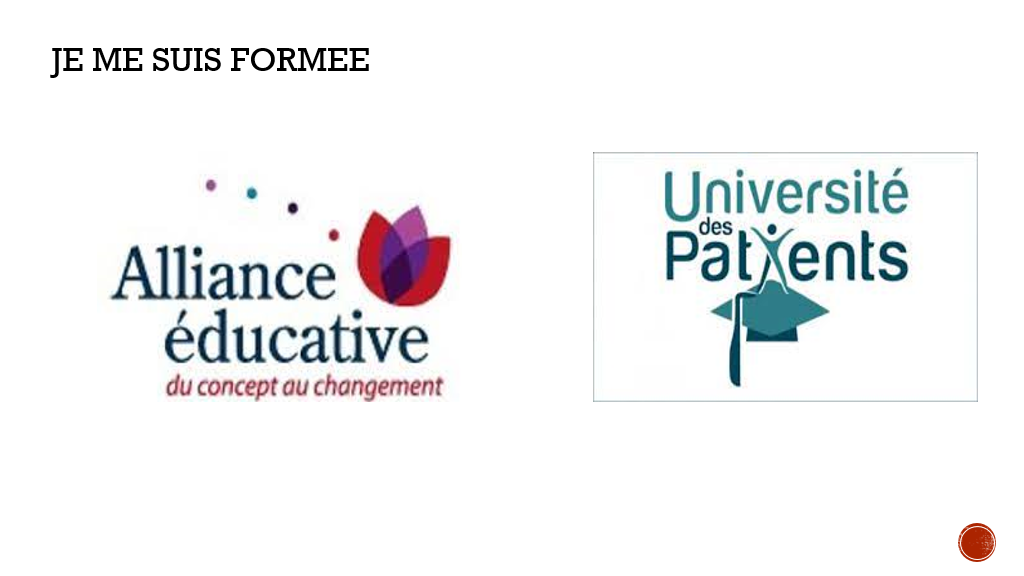 JE ME SUIS FORMEE
Alliance
éducative
du concept au changement
Université
des
Patients